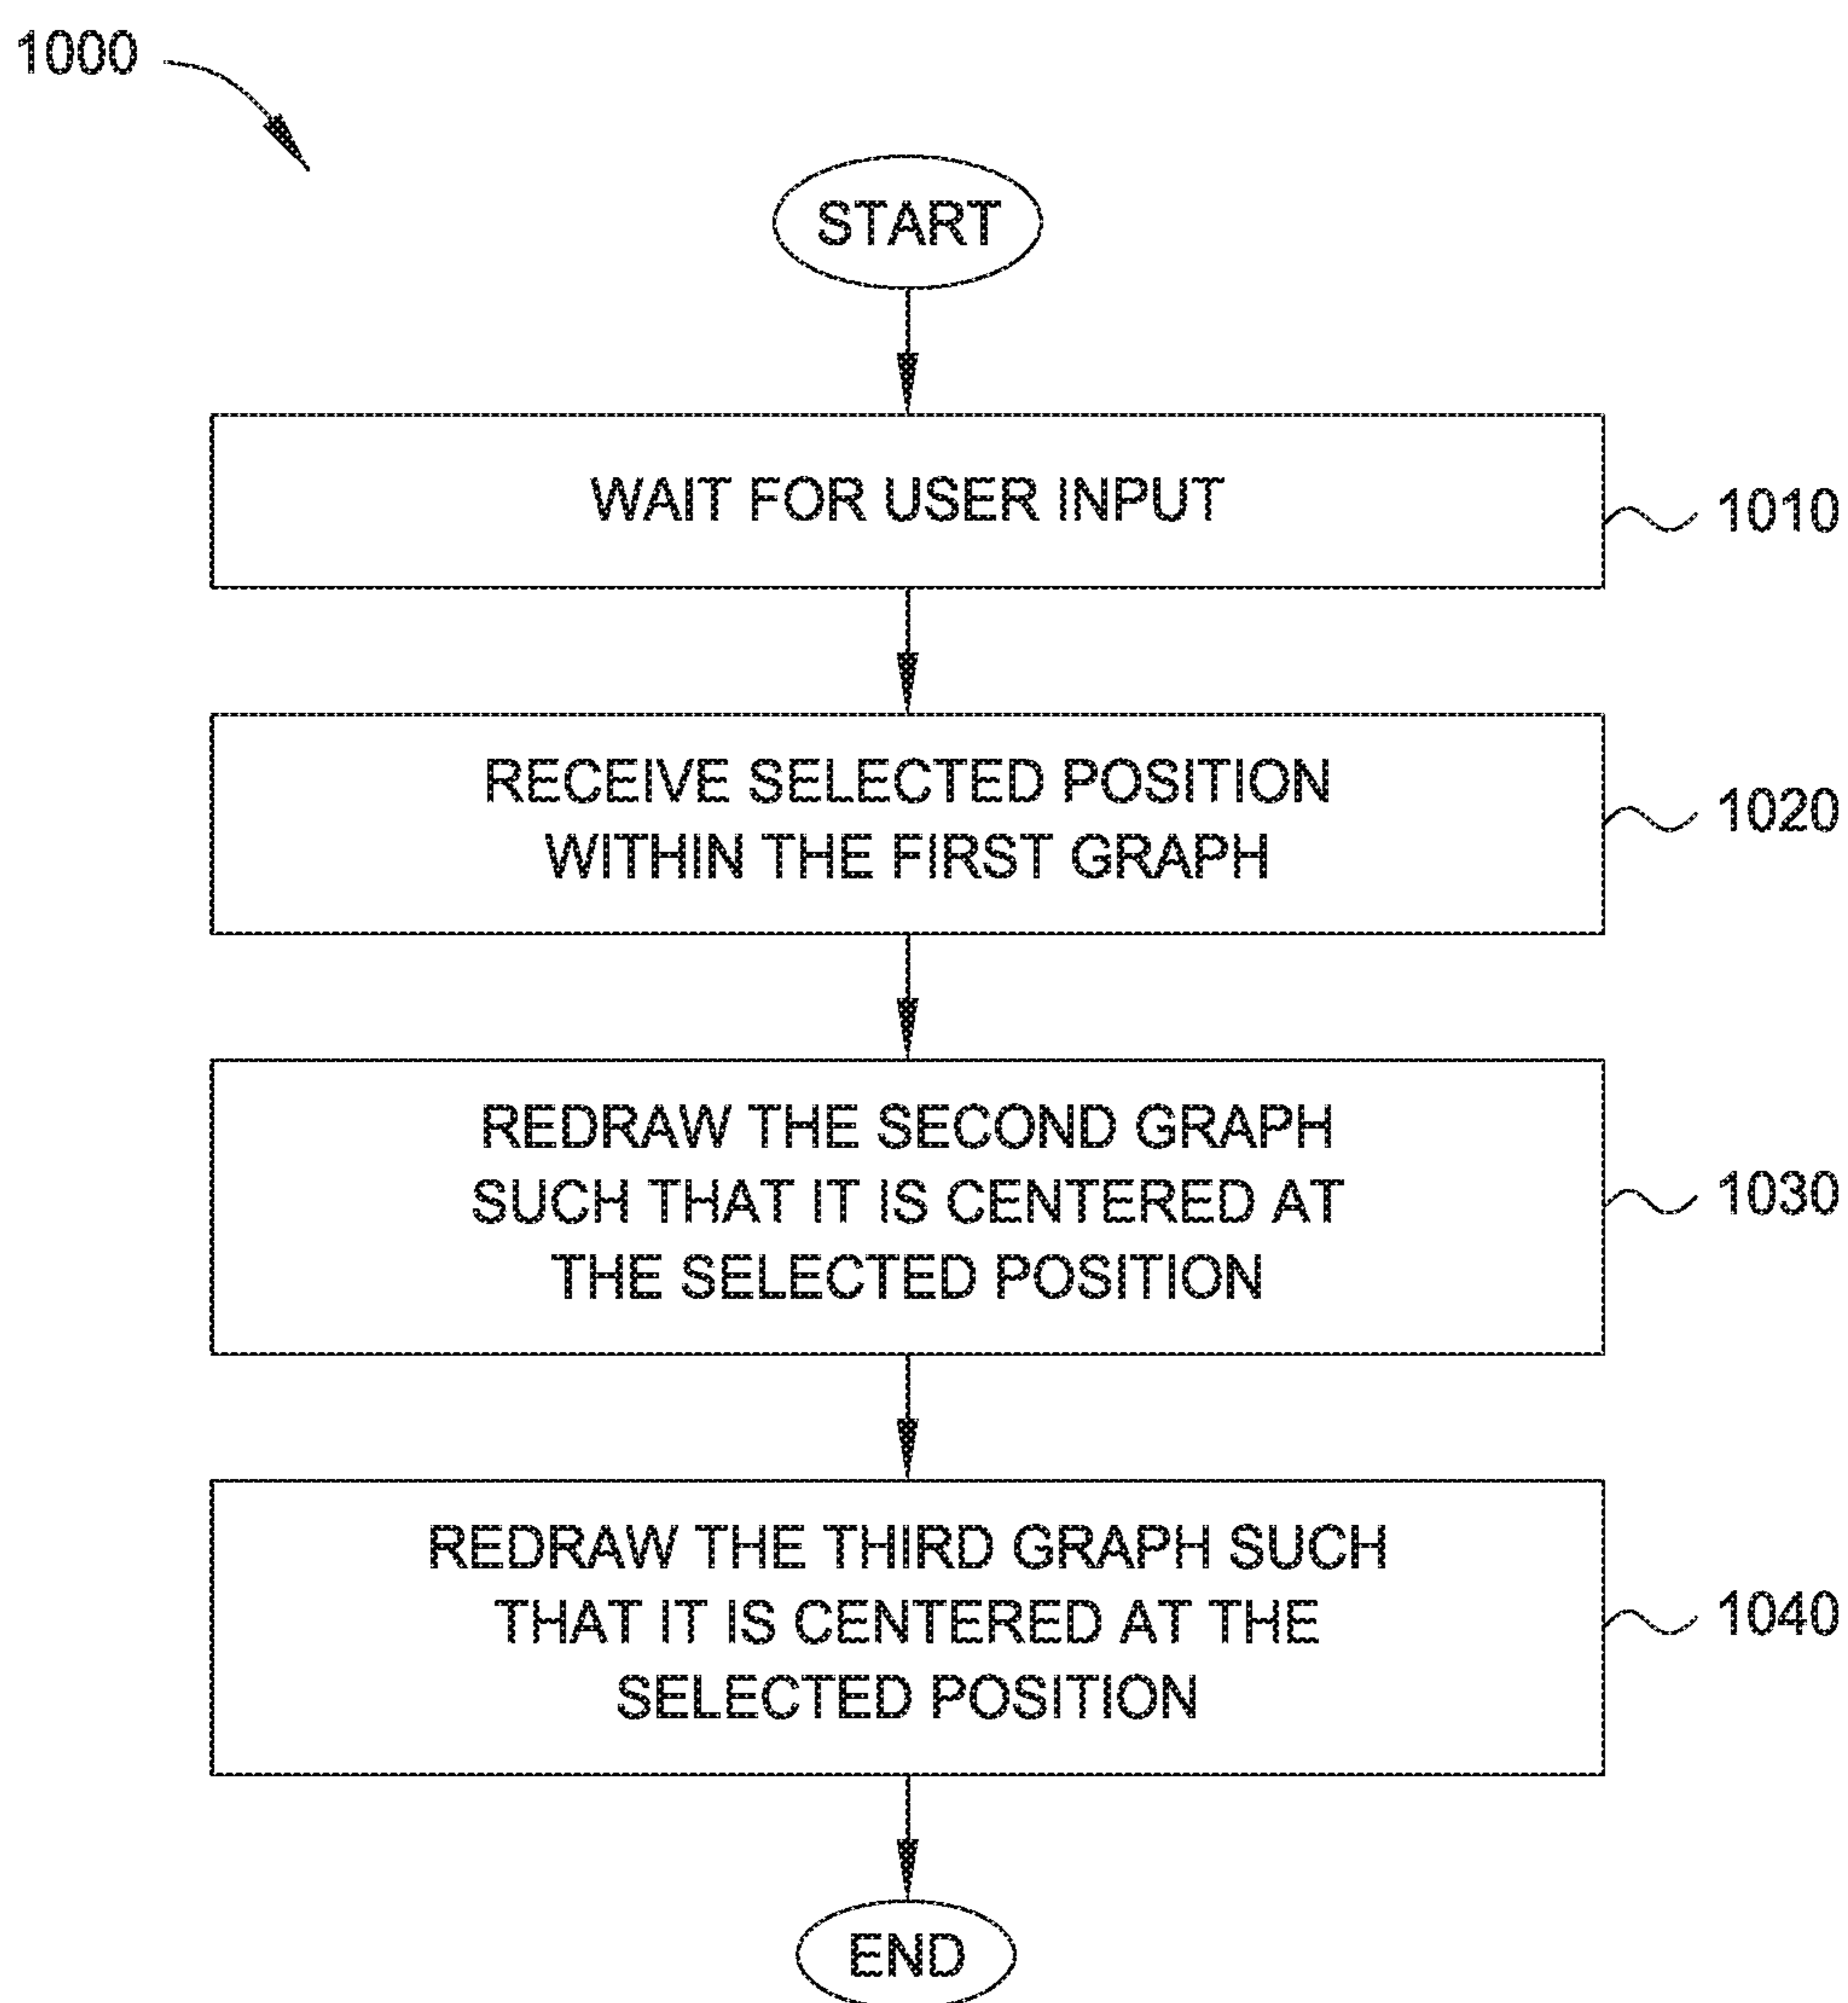 1000
START
WAIT FOR USER INPUT
1010
RECEIVE SELECTED POSITION
WITHIN THE FIRST GRAPH
1020
REDRAW THE SECOND GRAPH
SUCH THAT IT IS CENTERED AT
THE SELECTED POSITION
1030
REDRAW THE THIRD GRAPH SUCH
THAT IT IS CENTERED AT THE
SELECTED POSITION
1040
END